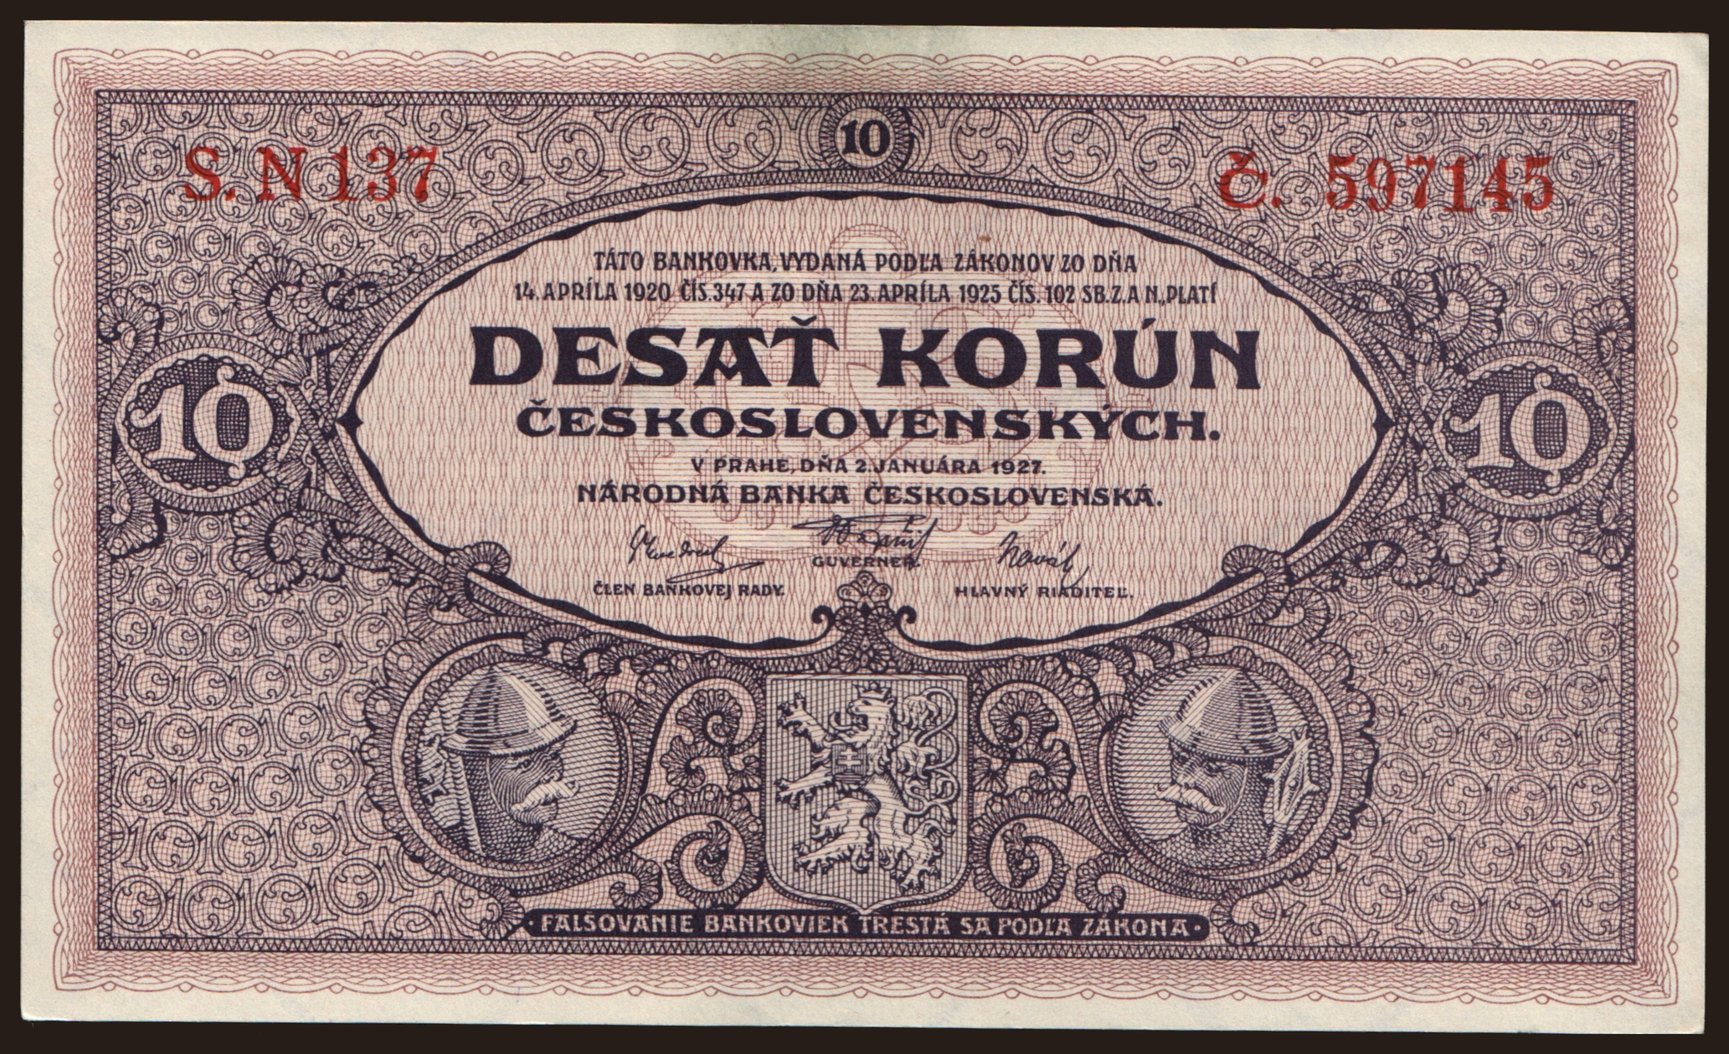 10
S. N 137
Č. 597145
TÁTO BANKOVKA, VYDANÁ PODĽA ZÁKONOV ZO DŇA
14. APRÍLA 1920 ČÍS. 347 A ZO DŇA 23. APRÍLA 1925 ČÍS. 102 SB. Z. A N., PLATÍ
DESAŤ KORÚN
ČESKOSLOVENSKÝCH.
10
10
V PRAHE, DŇA 2. JANUÁRA 1927.
NÁRODNÁ BANKA ČESKOSLOVENSKÁ.
GUVERNER.
ČLEN BANKOVEJ RADY.
HLAVNÝ RIADITEĽ.
FALŠOVANIE BANKOVIEK TRESTÁ SA PODĽA ZÁKONA